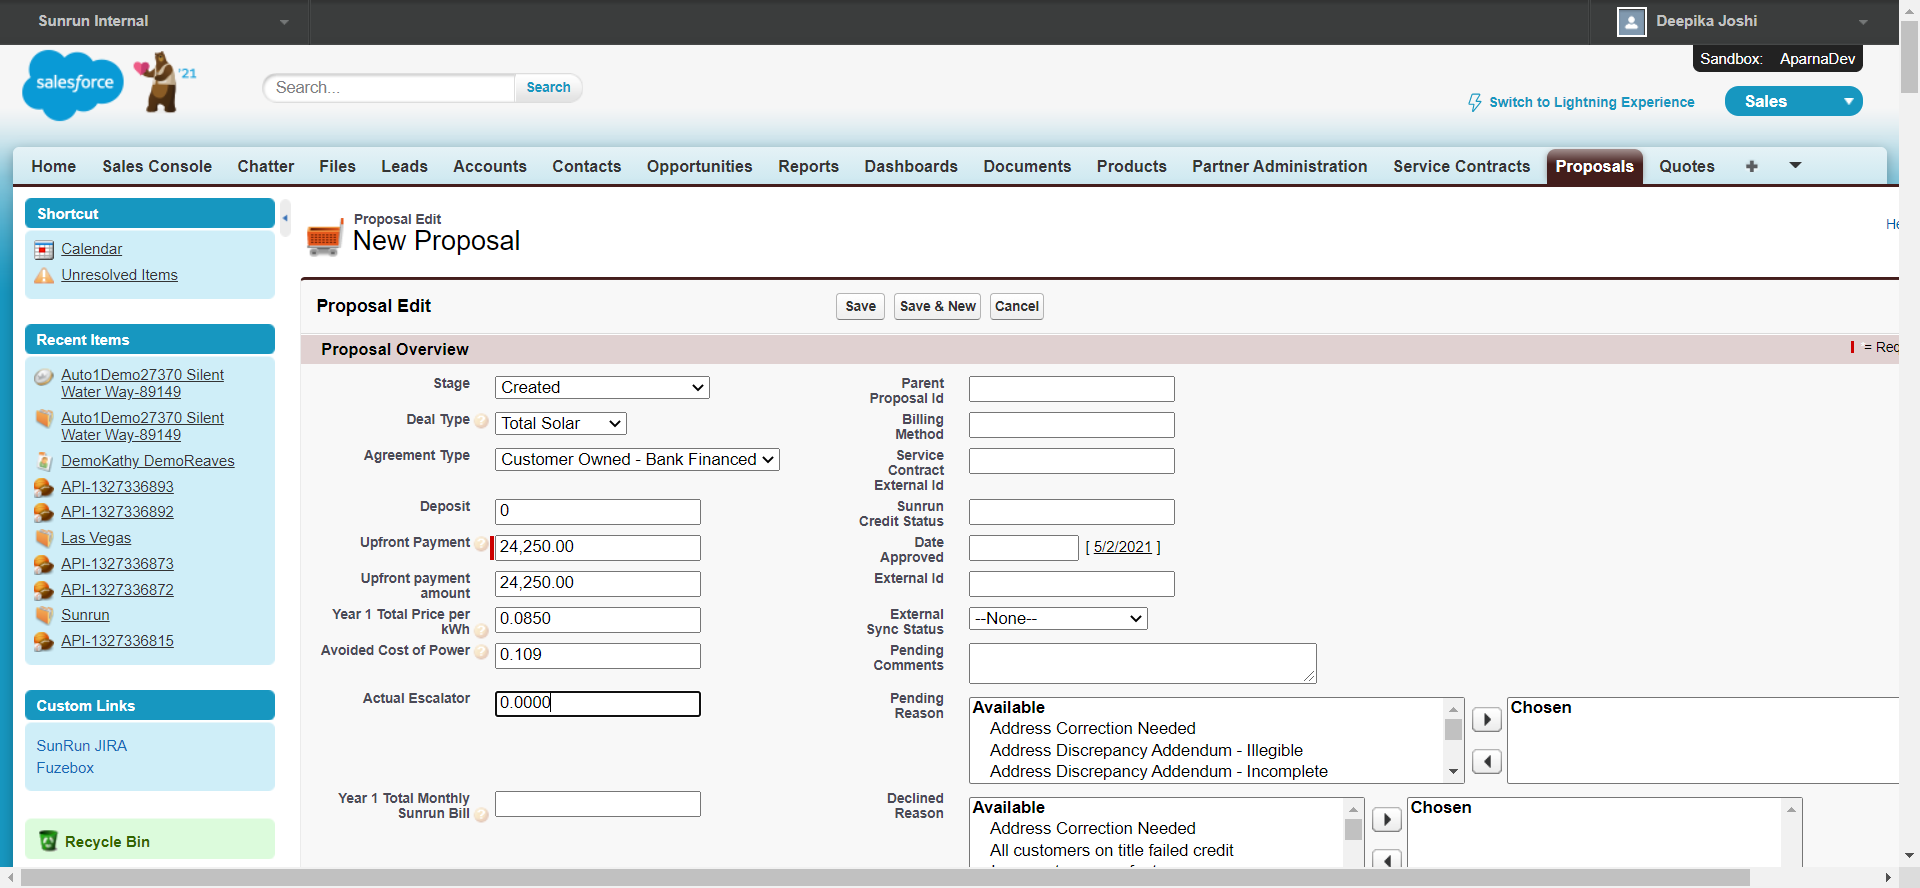 Sunrun Internal
Deepika Joshi
Sandbox: AparnaDev
salesforce
'21
Search...
Search
Switch to Lightning Experience
Sales
Home Sales Console Chatter Files Leads Accounts Contacts Opportunities Reports Dashboards Documents Products Partner Administration Service Contracts Proposals Quotes +
Shortcut
Calendar
Unresolved Items
Recent Items
Auto1Demo27370 Silent
Water Way-89149
Auto1Demo27370 Silent
Water Way-89149
DemoKathy DemoReaves
API-1327336893
API-1327336892
Las Vegas
API-1327336873
API-1327336872
Sunrun
API-1327336815
Custom Links
SunRun JIRA
Fuzebox
Recycle Bin
Proposal Edit
New Proposal
Proposal Edit
Save
Save & New
Cancel
Proposal Overview
= Rec
Stage
Created
Deal Type
Total Solar
Agreement Type
Customer Owned - Bank Financed
Deposit
0
Upfront Payment
24,250.00
Upfront payment
amount
24,250.00
Year 1 Total Price per
kWh
0.0850
Avoided Cost of Power
0.109
Actual Escalator
0.0000
Year 1 Total Monthly
Sunrun Bill
Parent
Proposal Id
Billing
Method
Service
Contract
External Id
Sunrun
Credit Status
Date
Approved
[ 5/2/2021 ]
External Id
External
Sync Status
--None--
Pending
Comments
Pending
Reason
Available
Address Correction Needed
Address Discrepancy Addendum - Illegible
Address Discrepancy Addendum - Incomplete
Chosen
Declined
Reason
Available
Address Correction Needed
All customers on title failed credit
Chosen